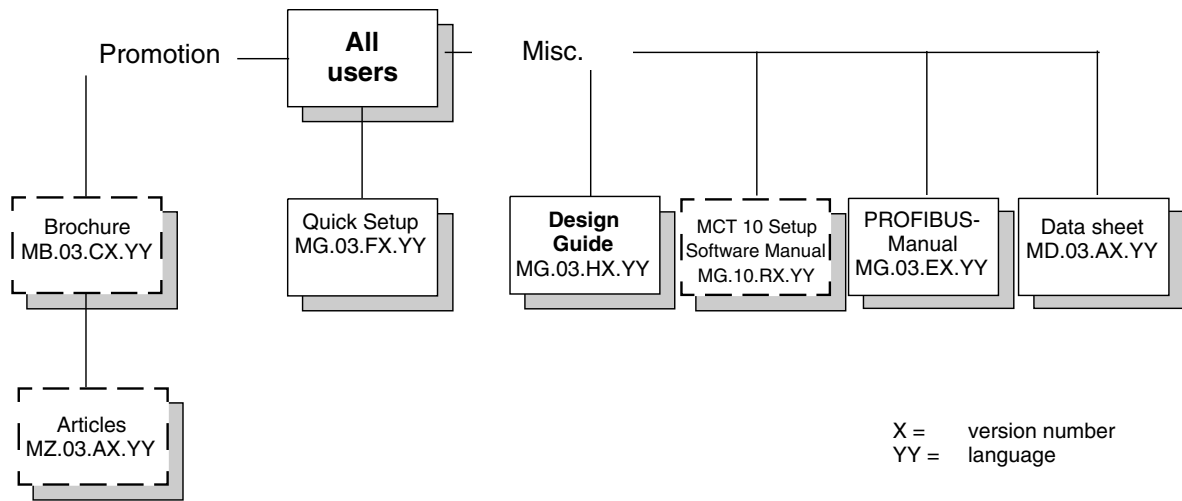 Promotion
All
users
Misc.
Brochure
MB.03.CX.YY
Quick Setup
MG.03.FX.YY
Design
Guide
MG.03.HX.YY
MCT 10 Setup
Software Manual
MG.10.RX.YY
PROFIBUS-
Manual
MG.03.EX.YY
Data sheet
MD.03.AX.YY
Articles
MZ.03.AX.YY
X = version number
YY = language